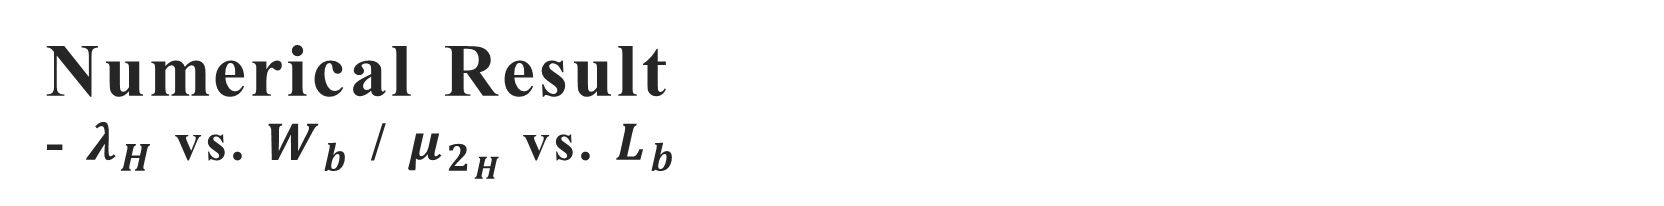 Numerical Result
- λ_H vs. W_b / μ_{2_H} vs. L_b